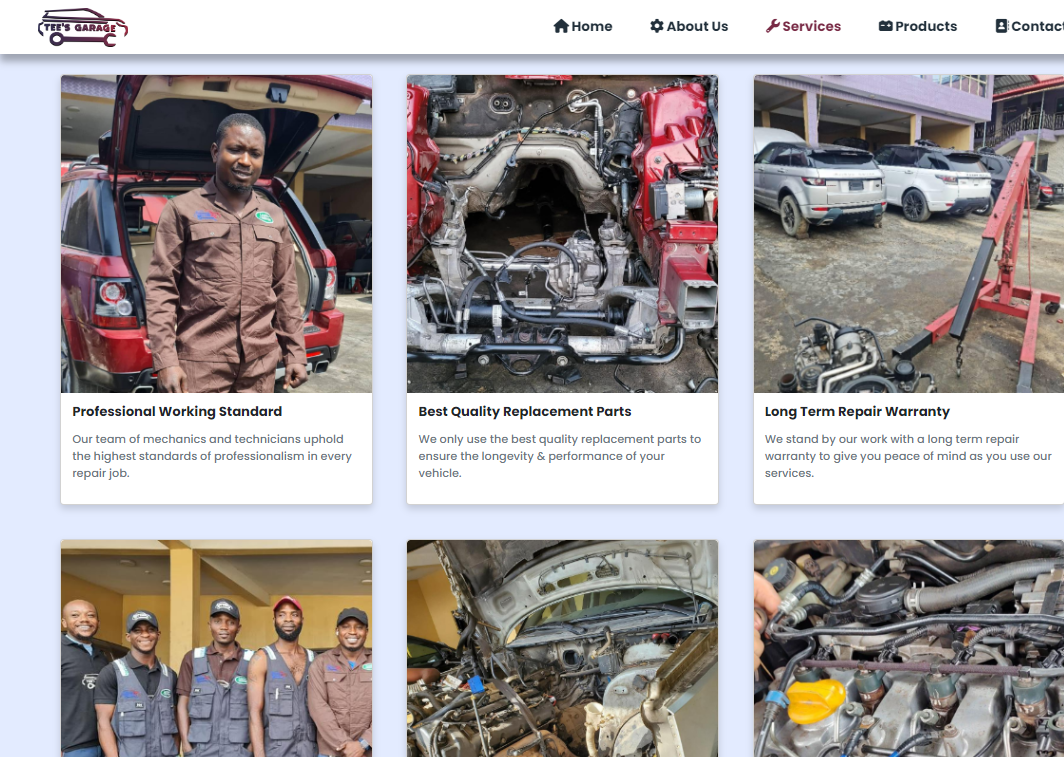 TEE'S GARAGE
Home
About Us
Services
Products
Contact
Professional Working Standard
Our team of mechanics and technicians uphold
the highest standards of professionalism in every
repair job.
Best Quality Replacement Parts
We only use the best quality replacement parts to
ensure the longevity & performance of your
vehicle.
Long Term Repair Warranty
We stand by our work with a long term repair
warranty to give you peace of mind as you use our
services.